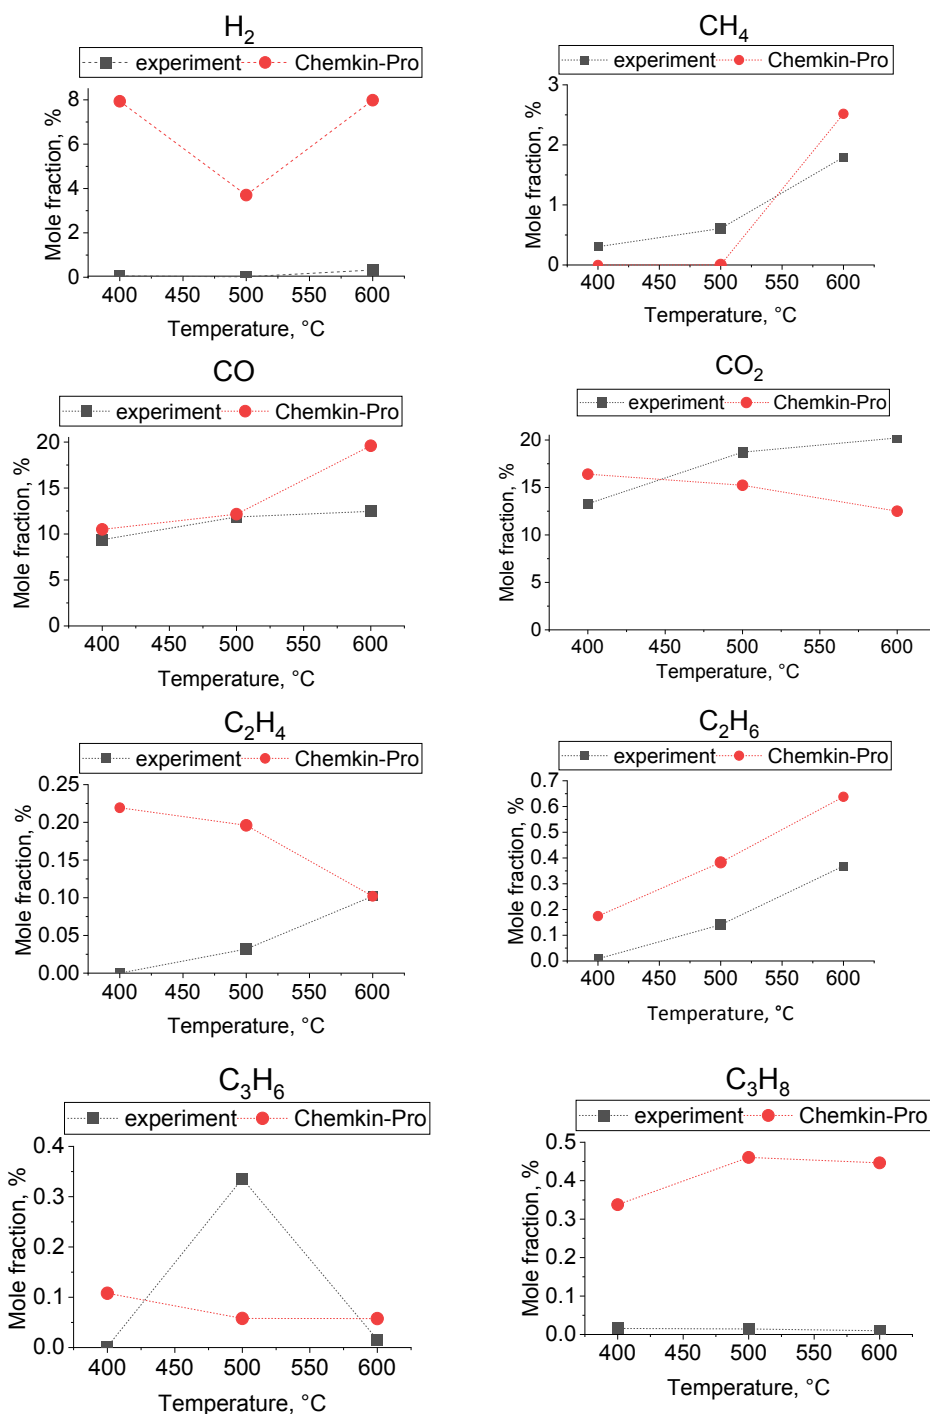 H2
experiment Chemkin-Pro
Mole fraction, %
8
6
4
2
0
400 450 500 550 600
Temperature, °C
CH4
experiment Chemkin-Pro
Mole fraction, %
3
2
1
0
400 450 500 550 600
Temperature, °C
CO
experiment Chemkin-Pro
Mole fraction, %
20
15
10
5
0
400 450 500 550 600
Temperature, °C
CO2
experiment Chemkin-Pro
Mole fraction, %
20
15
10
5
0
400 450 500 550 600
Temperature, °C
C2H4
experiment Chemkin-Pro
Mole fraction, %
0.25
0.20
0.15
0.10
0.05
0.00
400 450 500 550 600
Temperature, °C
C2H6
experiment Chemkin-Pro
Mole fraction, %
0.7
0.6
0.5
0.4
0.3
0.2
0.1
0.0
400 450 500 550 600
Temperature, °C
C3H6
experiment Chemkin-Pro
Mole fraction, %
0.4
0.3
0.2
0.1
0.0
400 450 500 550 600
Temperature, °C
C3H8
experiment Chemkin-Pro
Mole fraction, %
0.5
0.4
0.3
0.2
0.1
0.0
400 450 500 550 600
Temperature, °C